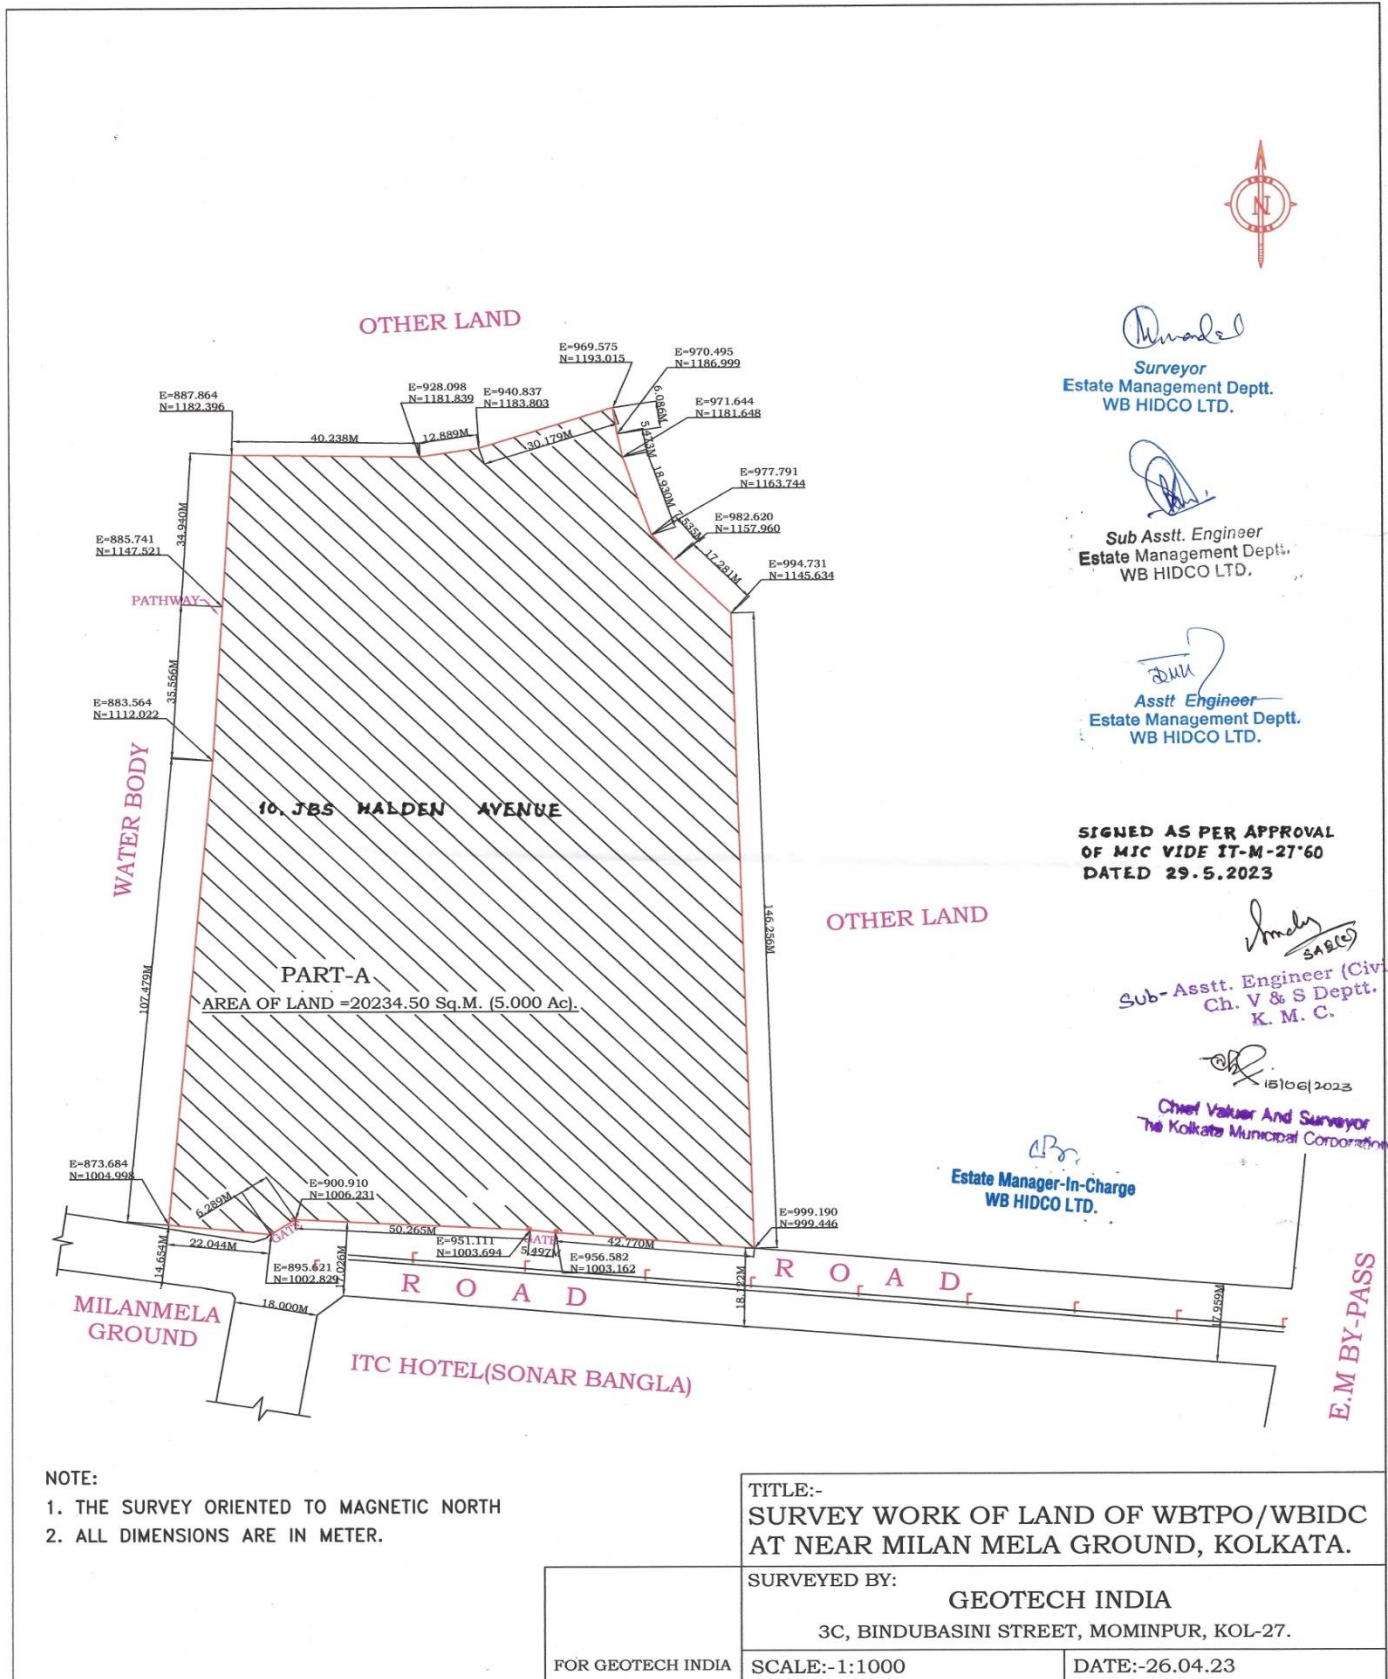 N
OTHER LAND
E=969.575
N=1193.015
E=970.495
N=1186.999
E=928.098
N=1181.839
E=940.837
N=1183.803
E=887.864
N=1182.396
E=971.644
N=1181.648
6.086M
40.238M
12.889M
30.179M
5.473M
18.930M
E=977.791
N=1163.744
7.535M
E=982.620
N=1157.960
17.281M
E=994.731
N=1145.634
34.940M
E=885.741
N=1147.521
PATHWAY
35.566M
E=883.564
N=1112.022
WATER BODY
10. JBS HALDEN AVENUE
107.479M
146.256M
OTHER LAND
PART-A
AREA OF LAND =20234.50 Sq.M. (5.000 Ac).
E=873.684
N=1004.998
6.289M
E=900.910
N=1006.231
GATE
22.044M
14.654M
50.265M
17.026M
E=951.111
N=1003.694
GATE
5.497M
42.770M
E=956.582
N=1003.162
E=999.190
N=999.446
E=895.621
N=1002.829
18.000M
18.122M
17.959M
R O A D
R O A D
MILANMELA
GROUND
ITC HOTEL(SONAR BANGLA)
E.M BY-PASS
Surveyor
Estate Management Deptt.
WB HIDCO LTD.
Sub Asstt. Engineer
Estate Management Deptt.
WB HIDCO LTD.
Asstt Engineer
Estate Management Deptt.
WB HIDCO LTD.
SIGNED AS PER APPROVAL
OF MIC VIDE IT-M-27·60
DATED 29.5.2023
SAE(C)
Sub-Asstt. Engineer (Civi
Ch. V & S Deptt.
K. M. C.
15/06/2023
Chief Valuer And Surveyor
The Kolkata Municipal Corporation
Estate Manager-In-Charge
WB HIDCO LTD.
NOTE:
1. THE SURVEY ORIENTED TO MAGNETIC NORTH
2. ALL DIMENSIONS ARE IN METER.
TITLE:-
SURVEY WORK OF LAND OF WBTPO/WBIDC
AT NEAR MILAN MELA GROUND, KOLKATA.
SURVEYED BY:
GEOTECH INDIA
3C, BINDUBASINI STREET, MOMINPUR, KOL-27.
FOR GEOTECH INDIA
SCALE:-1:1000
DATE:-26.04.23